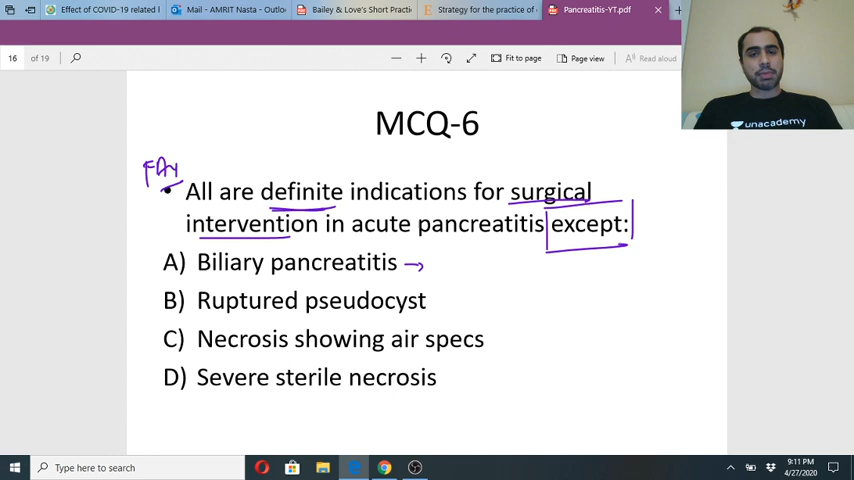 Effect of COVID-19 related l
Mail - AMRIT Nasta - Outlo
Bailey & Love's Short Practi
Strategy for the practice of
Pancreatitis-YT.pdf
16 of 19
Fit to page
Page view
Read aloud
unacademy
MCQ-6
• All are definite indications for surgical
intervention in acute pancreatitis except:
A) Biliary pancreatitis
B) Ruptured pseudocyst
C) Necrosis showing air specs
D) Severe sterile necrosis
Type here to search
9:11 PM
4/27/2020